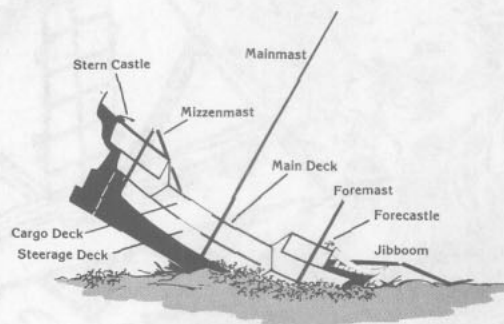 Mainmast
Stern Castle
Mizzenmast
Main Deck
Foremast
Forecastle
Cargo Deck
Jibboom
Steerage Deck